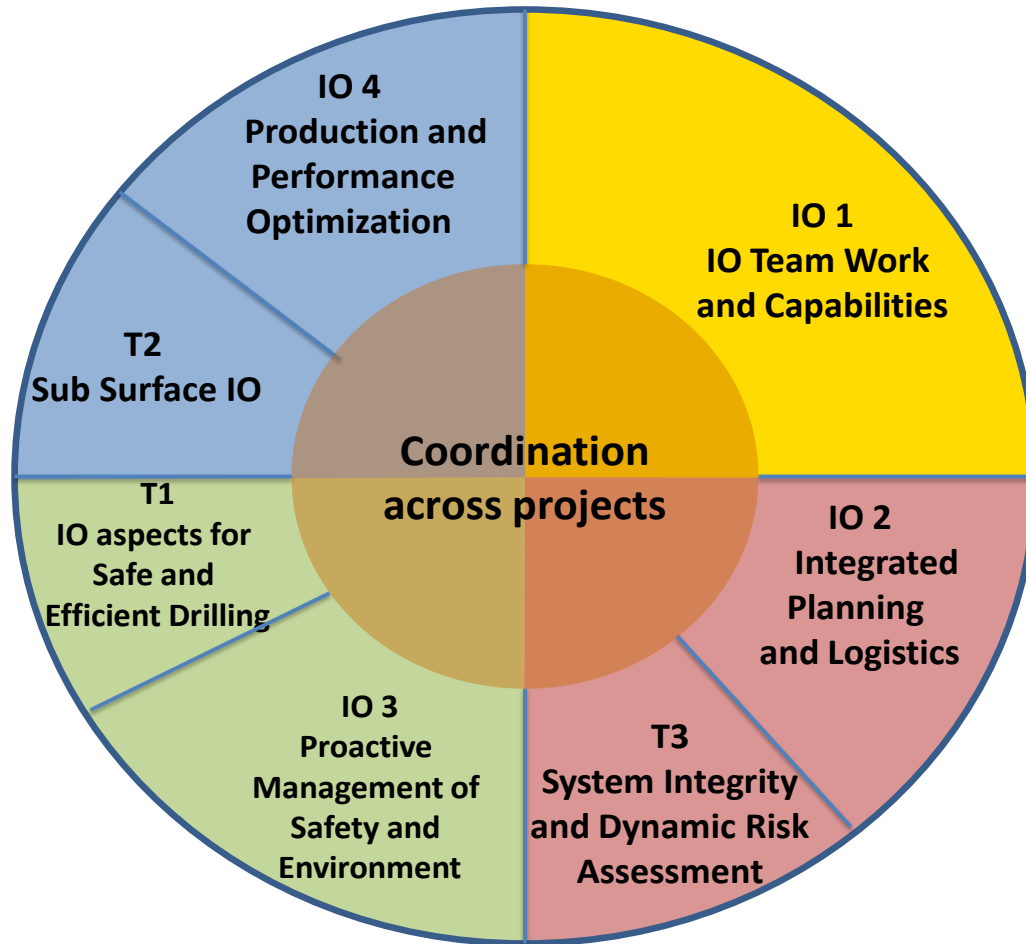 IO 4
Production and
Performance
Optimization
IO 1
IO Team Work
and Capabilities
T2
Sub Surface IO
Coordination
across projects
T1
IO aspects for
Safe and
Efficient Drilling
IO 2
Integrated
Planning
and Logistics
IO 3
Proactive
Management of
Safety and
Environment
T3
System Integrity
and Dynamic Risk
Assessment